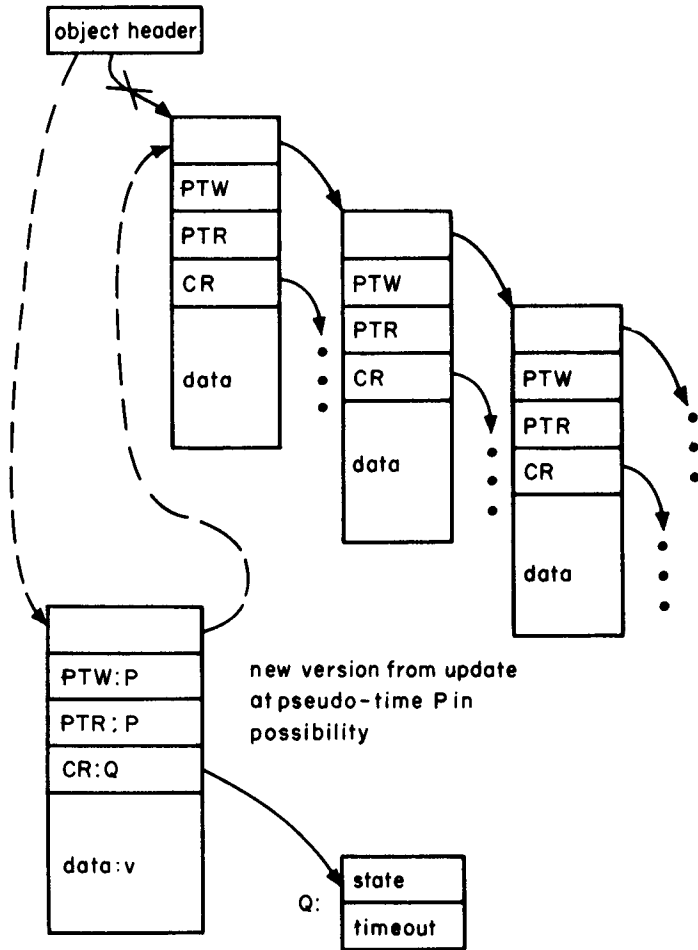 object header
PTW
PTR
CR
data
PTW
PTR
CR
data
PTW
PTR
CR
data
PTW:P
PTR:P
CR:Q
data:v
new version from update
at pseudo-time P in
possibility
Q:
state
timeout